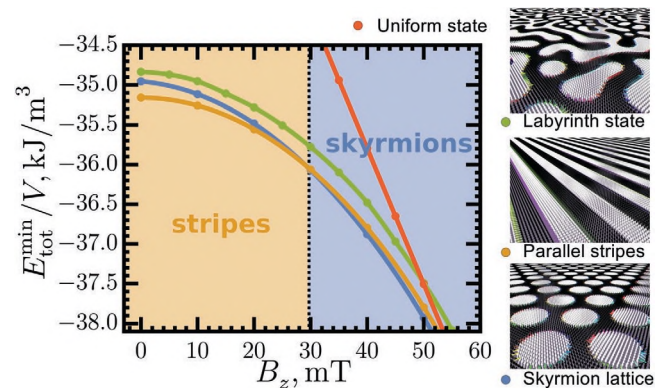 Uniform state
−34.5
−35.0
−35.5
−36.0
−36.5
−37.0
−37.5
−38.0
E_tot^min/V, kJ/m³
stripes
skyrmions
0 10 20 30 40 50 60
B_z, mT
Labyrinth state
Parallel stripes
Skyrmion lattice